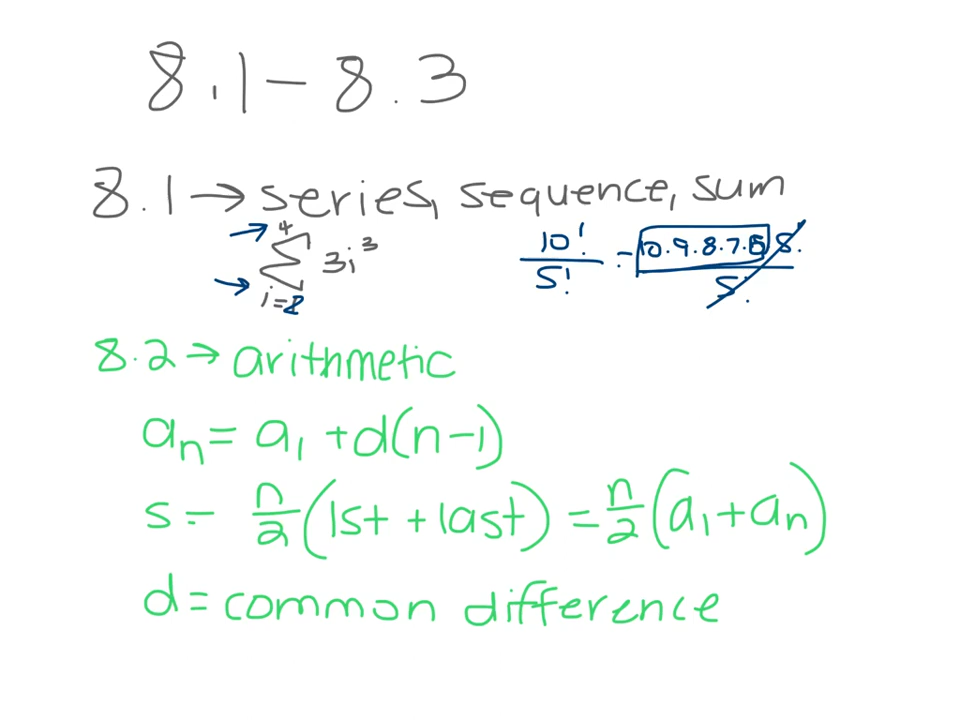 8.1-8.3
8.1→series, sequence, sum
→ 4 ∑ i=2 → 3i³
10!/5! = 10.9.8.7.6 5!/5!
8.2→arithmetic
aₙ= a₁ +d(n-1)
s= n/2 (1st + last) = n/2 (a₁+aₙ)
d= common difference